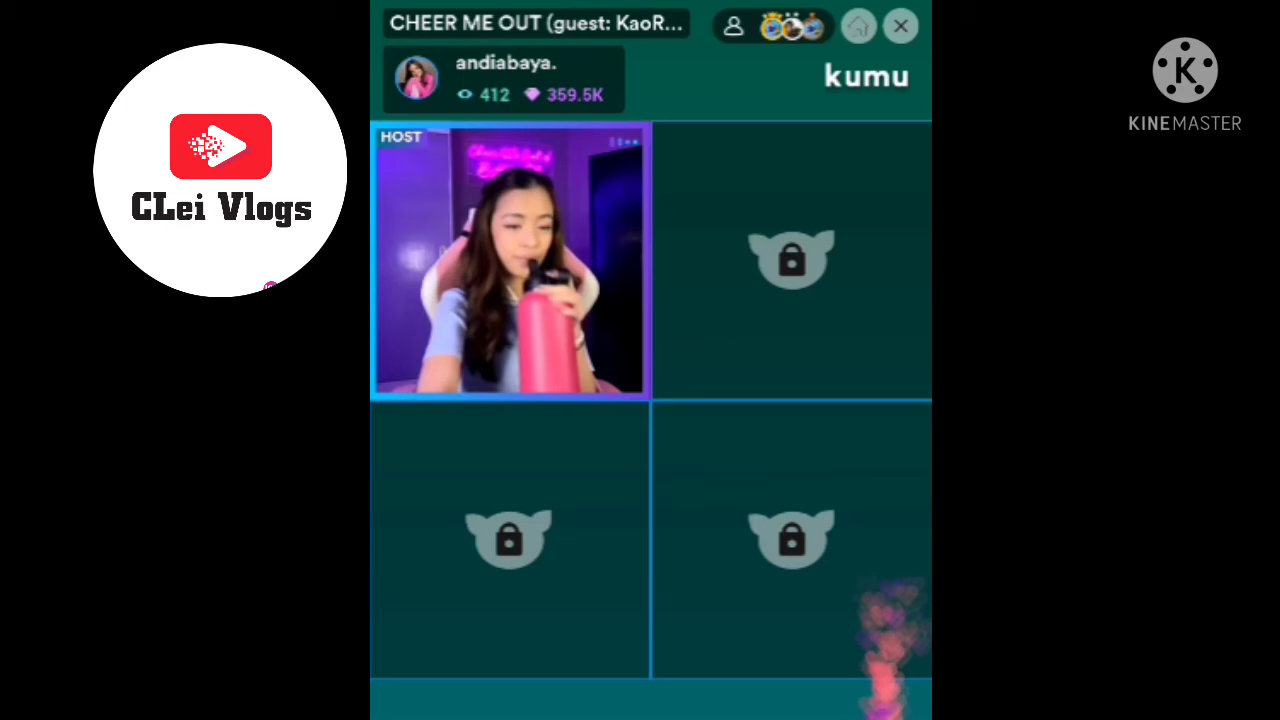 CHEER ME OUT (guest: KaoR...
andiabaya.
412 359.5K
kumu
HOST
CLei Vlogs
K
KINEMASTER